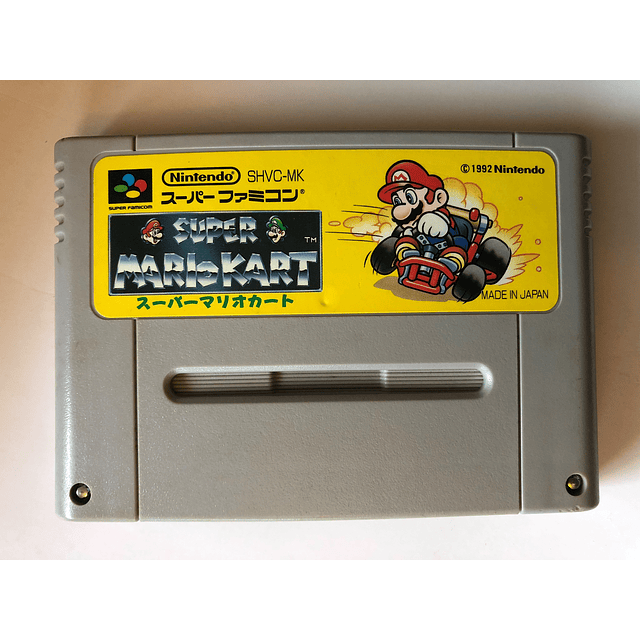 SUPER FAMICOM
Nintendo SHVC-MK
スーパーファミコン®
SUPER
MARIO KART ™
スーパーマリオカート
© 1992 Nintendo
M
MADE IN JAPAN